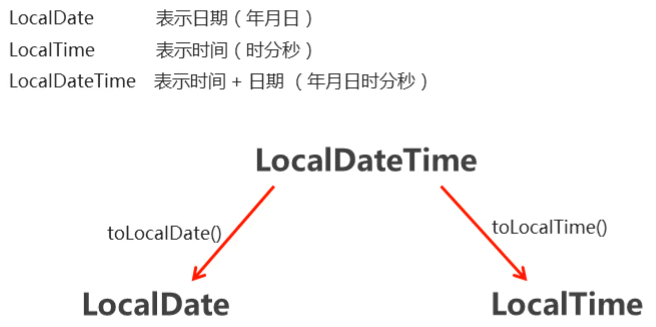 LocalDate 表示日期（年月日）
LocalTime 表示时间（时分秒）
LocalDateTime 表示时间 + 日期 （年月日时分秒）
LocalDateTime
toLocalDate()
toLocalTime()
LocalDate
LocalTime